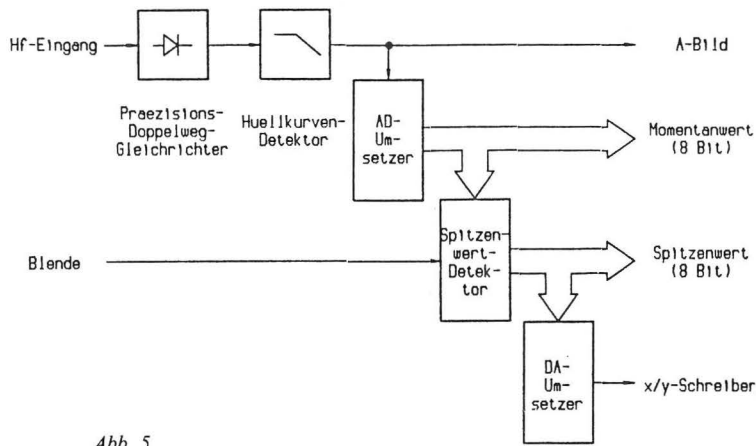 Hf-Eingang
Praezisions-
Doppelweg-
Gleichrichter
Huellkurven-
Detektor
A-Bild
AD-
Um-
setzer
Momentanwert
(8 Bit)
Blende
Spitzen-
wert-
Detek-
tor
Spitzenwert
(8 Bit)
DA-
Um-
setzer
x/y-Schreiber
Abb. 5